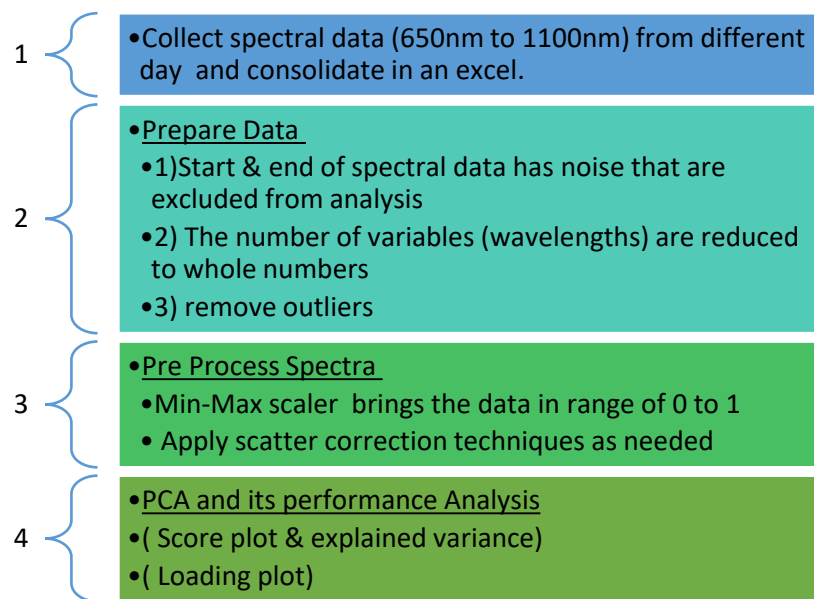 1
•Collect spectral data (650nm to 1100nm) from different
day and consolidate in an excel.
2
•Prepare Data
•1)Start & end of spectral data has noise that are
excluded from analysis
•2) The number of variables (wavelengths) are reduced
to whole numbers
•3) remove outliers
3
•Pre Process Spectra
•Min-Max scaler brings the data in range of 0 to 1
• Apply scatter correction techniques as needed
4
•PCA and its performance Analysis
•( Score plot & explained variance)
•( Loading plot)